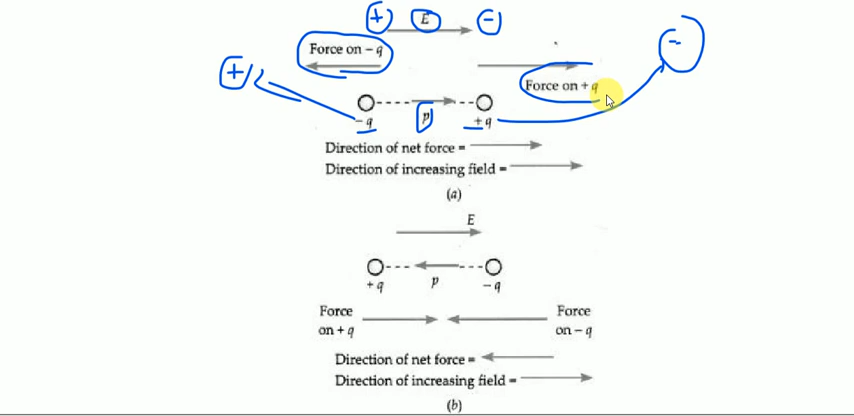 + E -
Force on - q
-
+
Force on + q
- q p + q
Direction of net force =
Direction of increasing field =
(a)
E
+ q p - q
Force Force
on + q on - q
Direction of net force =
Direction of increasing field =
(b)